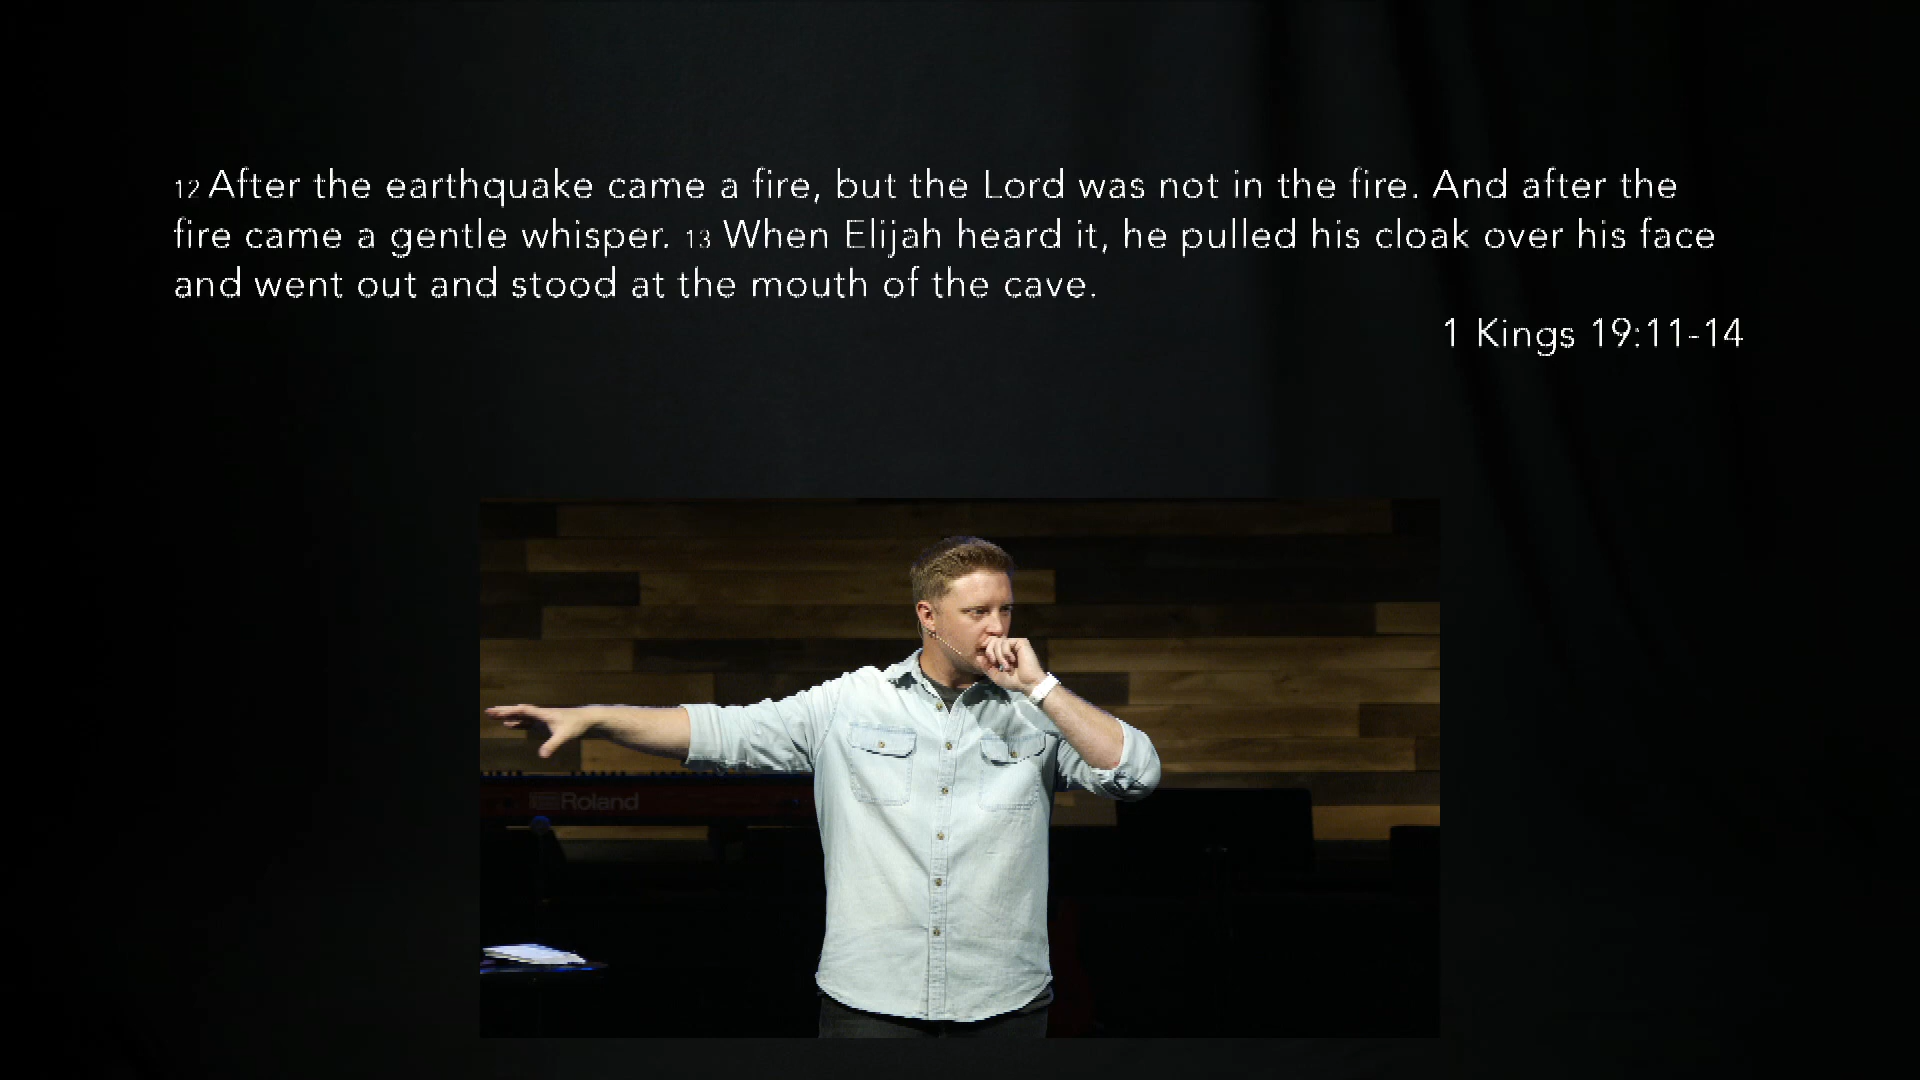 12 After the earthquake came a fire, but the Lord was not in the fire. And after the
fire came a gentle whisper. 13 When Elijah heard it, he pulled his cloak over his face
and went out and stood at the mouth of the cave.
1 Kings 19:11-14
Roland